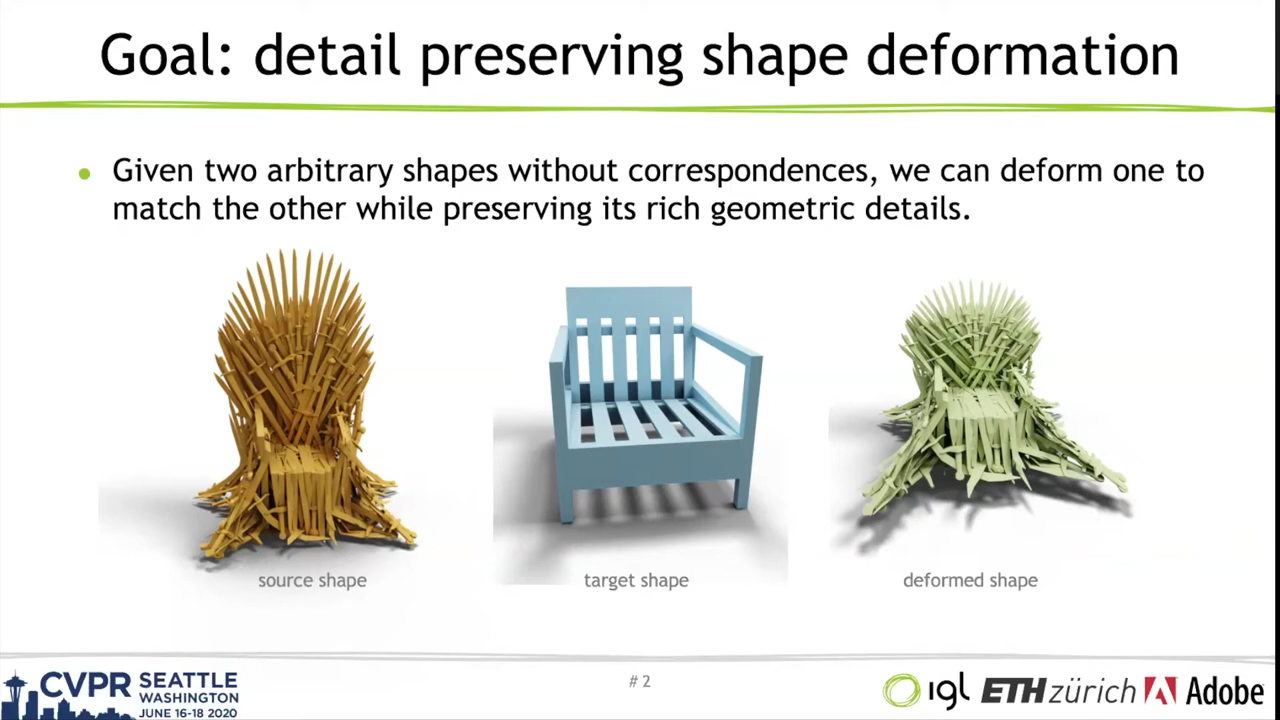 Goal: detail preserving shape deformation
Given two arbitrary shapes without correspondences, we can deform one to
match the other while preserving its rich geometric details.
source shape
target shape
deformed shape
CVPR SEATTLE
WASHINGTON
JUNE 16-18 2020
# 2
igl ETH zürich Adobe